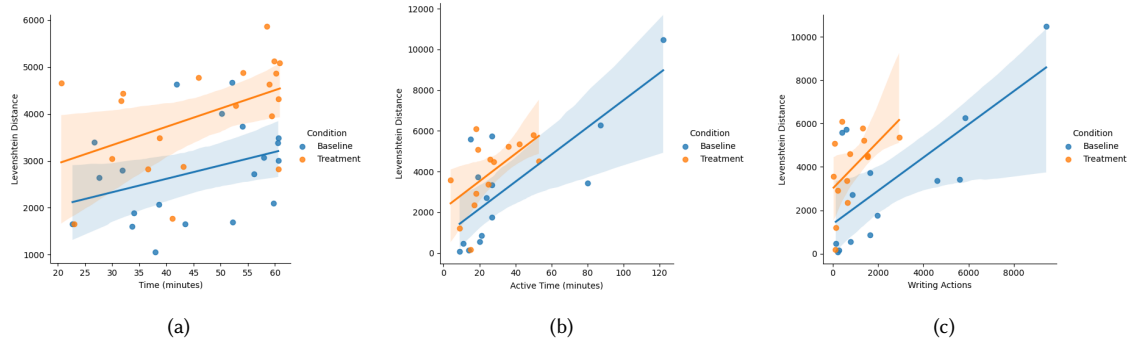 6000
5000
4000
3000
2000
1000
20 25 30 35 40 45 50 55 60
Levenshtein Distance
Time (minutes)
Condition
Baseline
Treatment
(a)
12000
10000
8000
6000
4000
2000
0
0 20 40 60 80 100 120
Levenshtein Distance
Active Time (minutes)
Condition
Baseline
Treatment
(b)
10000
8000
6000
4000
2000
0
0 2000 4000 6000 8000
Levenshtein Distance
Writing Actions
Condition
Baseline
Treatment
(c)